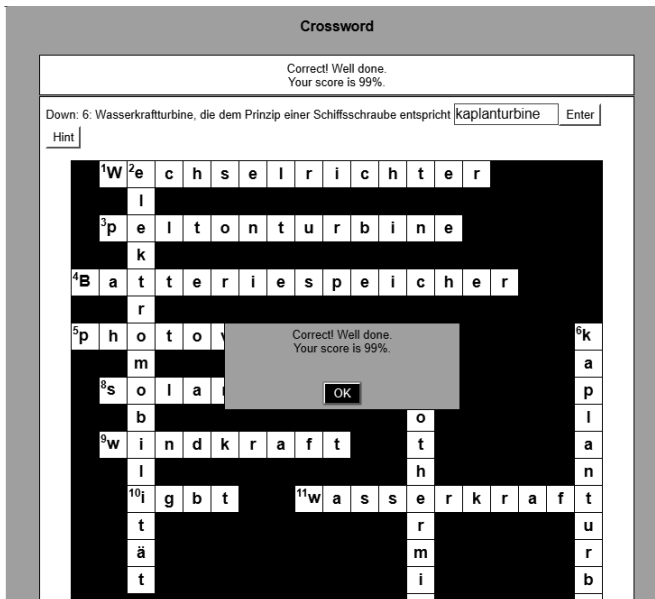 Crossword
Correct! Well done.
Your score is 99%.
Down: 6: Wasserkraftturbine, die dem Prinzip einer Schiffsschraube entspricht kaplanturbine Enter
Hint
1W 2e c h s e l r i c h t e r
l
3p e l t o n t u r b i n e
k
4B a t t e r i e s p e i c h e r
r
5p h o t o v 6k
Correct! Well done.
Your score is 99%.
m a
8s o l a r p
OK
b o l
9w i n d k r a f t t a
l h n
10i g b t 11w a s s e r k r a f t
t r u
ä m r
t i b